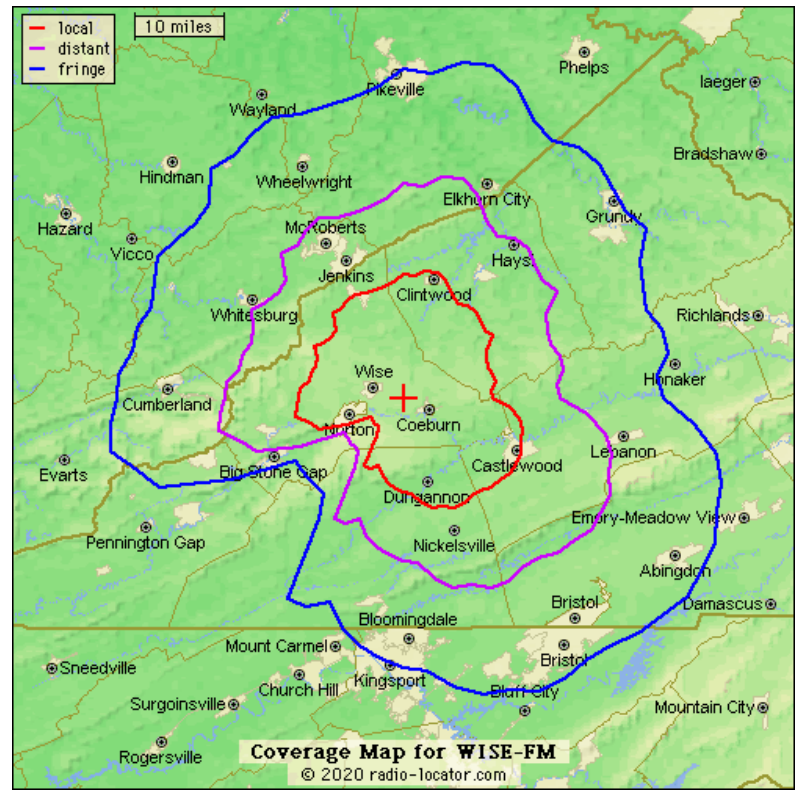 local
10 miles
distant
fringe
Phelps
Pikeville
Iaeger
Wayland
Bradshaw
Hindman
Wheelwright
Elkhorn City
Hazard
Grundy
McRoberts
Vicco
Haysi
Jenkins
Clintwood
Whitesburg
Richlands
Wise
Honaker
Cumberland
Norton
Coeburn
Lebanon
Castlewood
Evarts
Big Stone Gap
Dungannon
Emory-Meadow View
Pennington Gap
Nickelsville
Abingdon
Bristol
Damascus
Bloomingdale
Mount Carmel
Bristol
Sneedville
Kingsport
Church Hill
Bluff City
Surgoinsville
Mountain City
Rogersville
Coverage Map for WISE-FM
© 2020 radio-locator.com